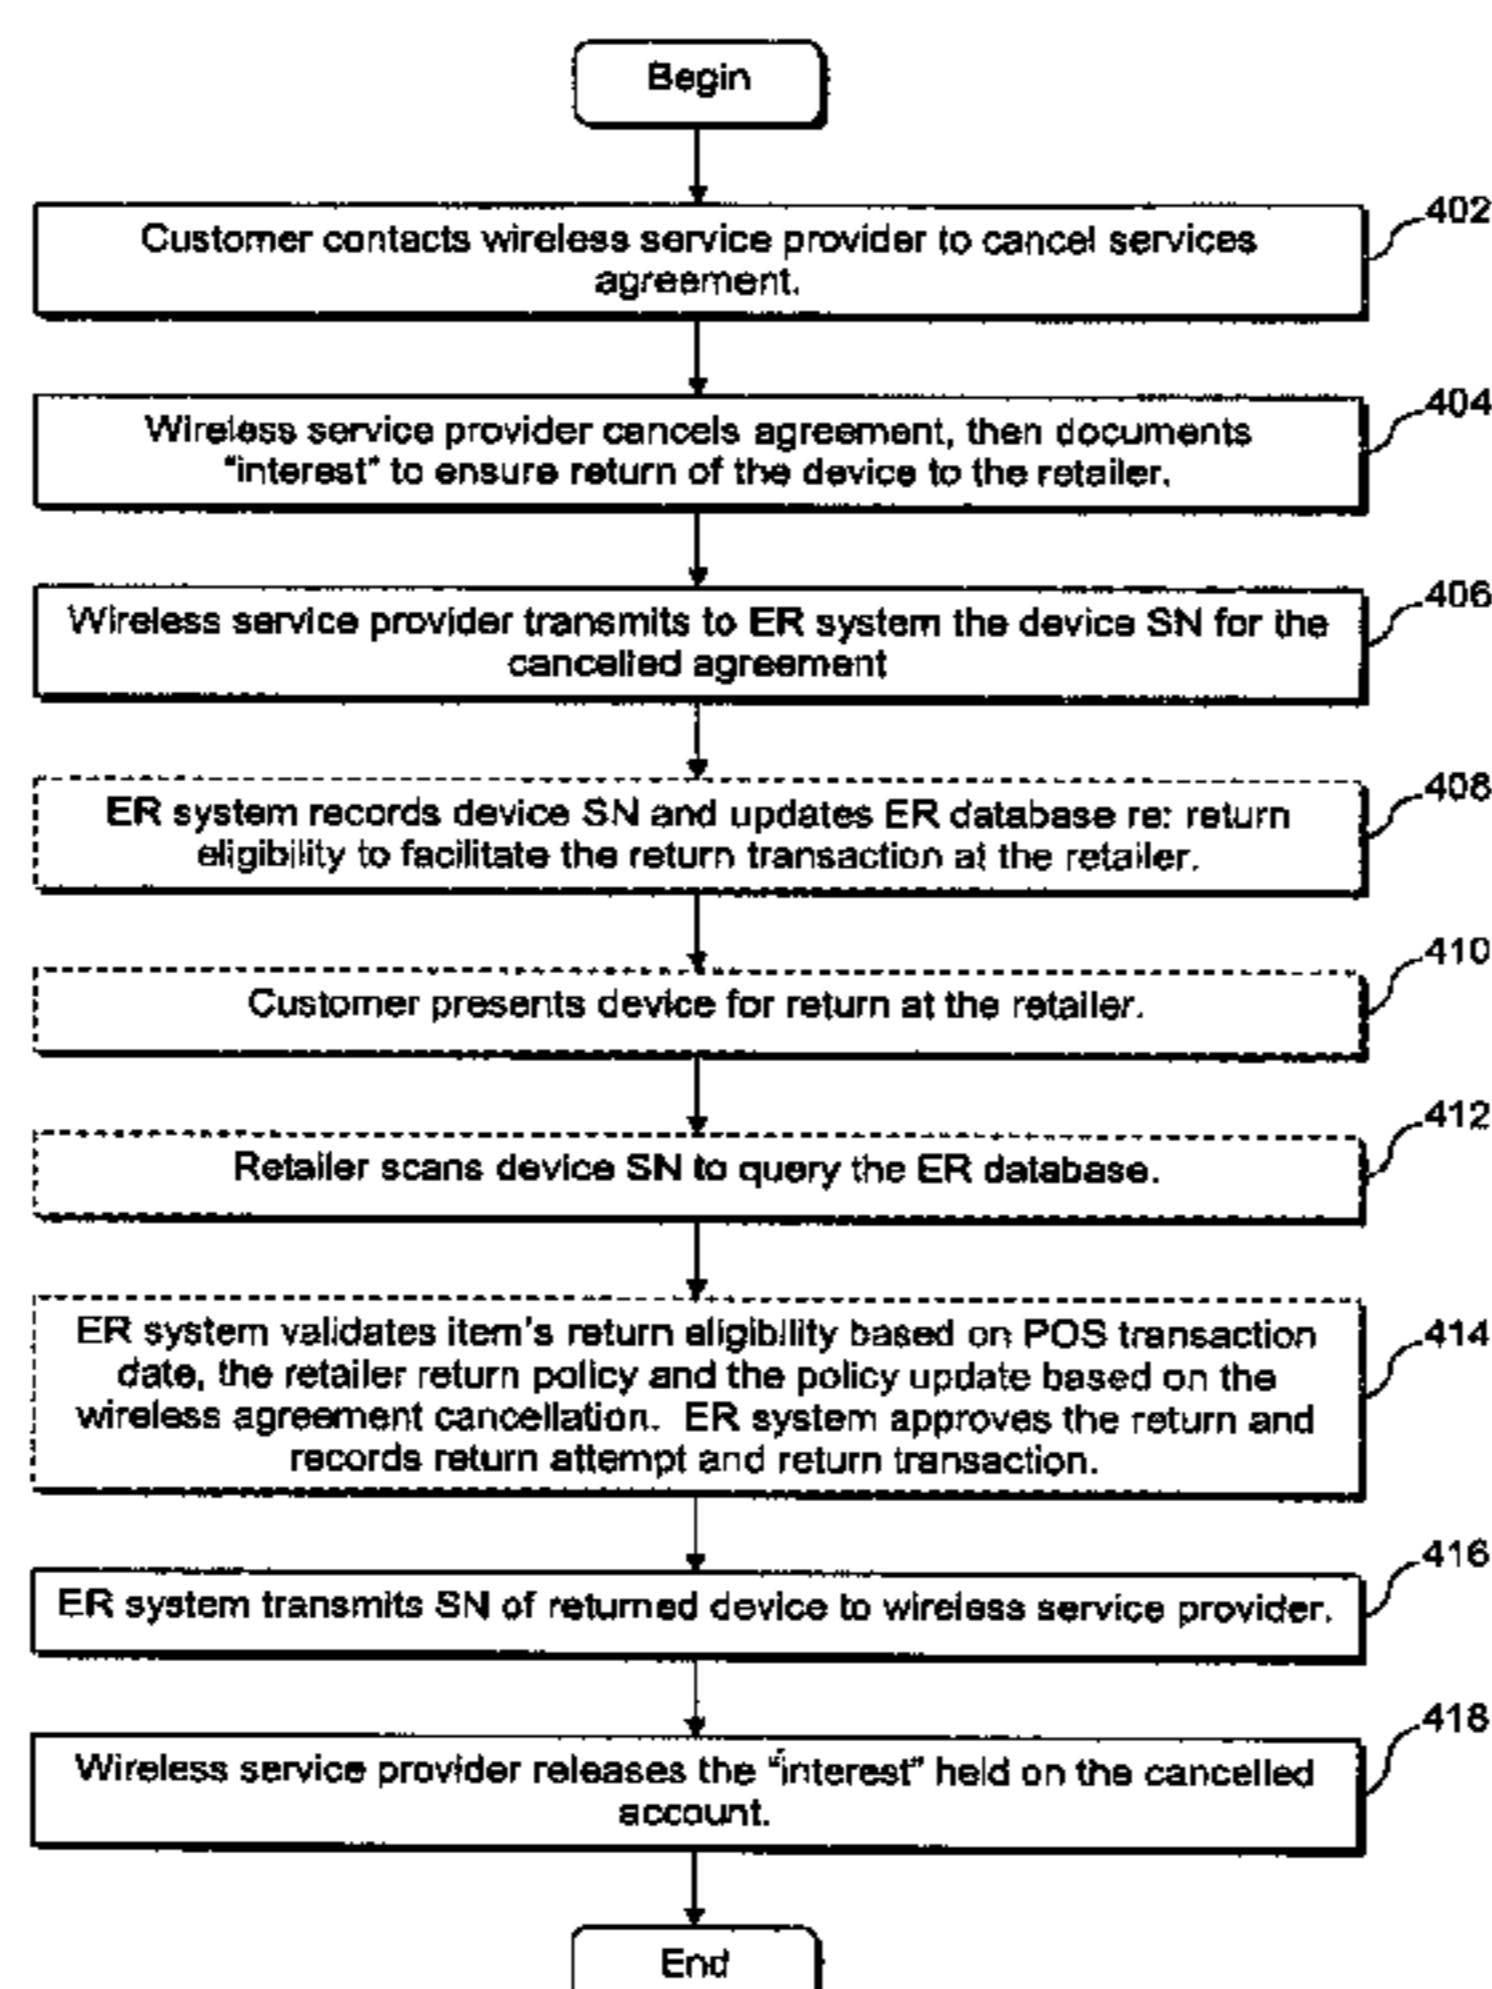 Begin
402
Customer contacts wireless service provider to cancel services
agreement.
404
Wireless service provider cancels agreement, then documents
“interest” to ensure return of the device to the retailer.
406
Wireless service provider transmits to ER system the device SN for the
cancelled agreement
408
ER system records device SN and updates ER database re: return
eligibility to facilitate the return transaction at the retailer.
410
Customer presents device for return at the retailer.
412
Retailer scans device SN to query the ER database.
414
ER system validates item's return eligibility based on POS transaction
date, the retailer return policy and the policy update based on the
wireless agreement cancellation. ER system approves the return and
records return attempt and return transaction.
416
ER system transmits SN of returned device to wireless service provider.
418
Wireless service provider releases the “interest” held on the cancelled
account.
End